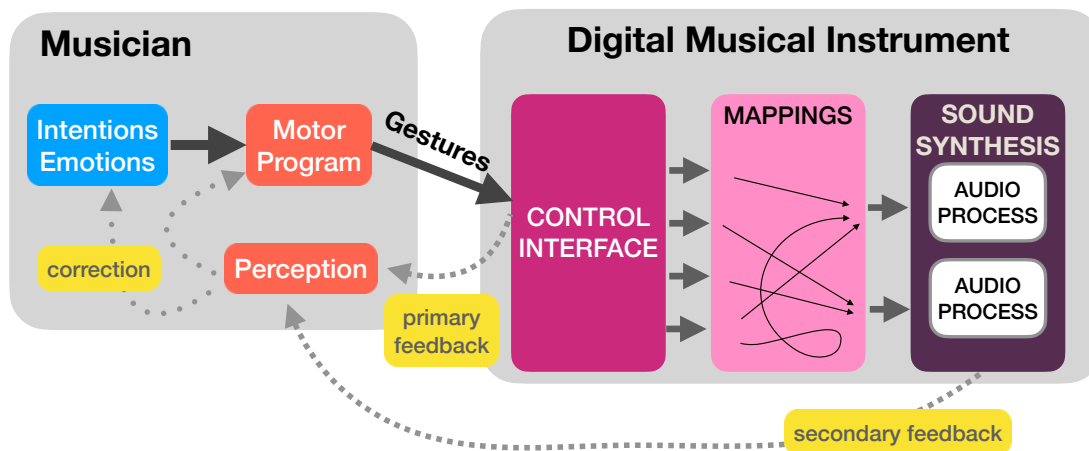 Musician
Digital Musical Instrument
Intentions
Emotions
Motor
Program
Gestures
correction
Perception
primary
feedback
CONTROL
INTERFACE
MAPPINGS
SOUND
SYNTHESIS
AUDIO
PROCESS
AUDIO
PROCESS
secondary feedback